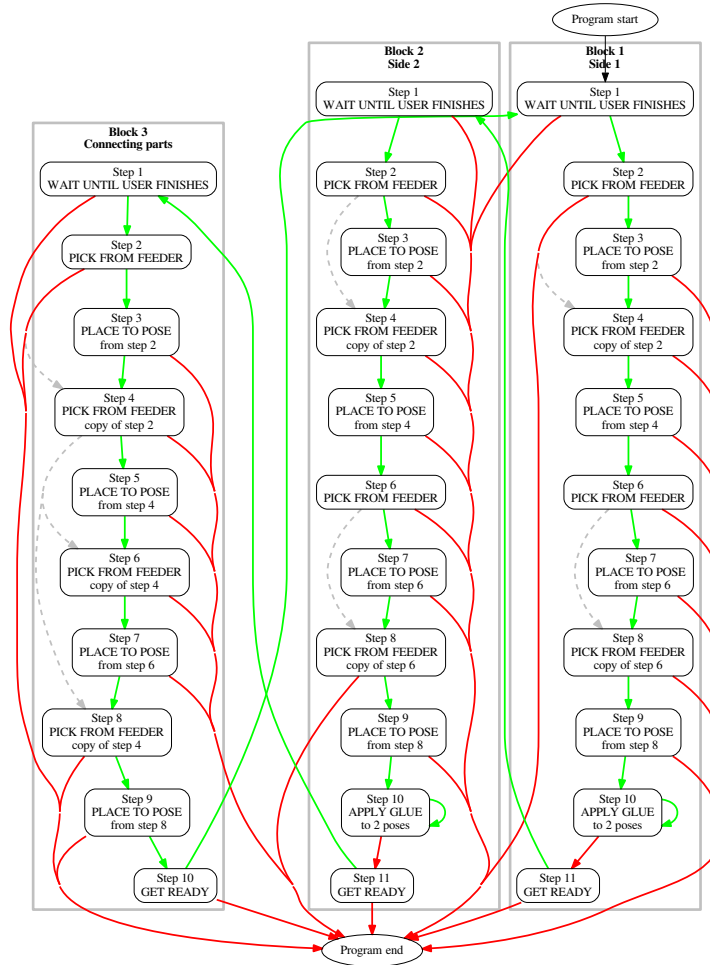 Program start
Block 1
Side 1
Step 1
WAIT UNTIL USER FINISHES
Step 2
PICK FROM FEEDER
Step 3
PLACE TO POSE
from step 2
Step 4
PICK FROM FEEDER
copy of step 2
Step 5
PLACE TO POSE
from step 4
Step 6
PICK FROM FEEDER
Step 7
PLACE TO POSE
from step 6
Step 8
PICK FROM FEEDER
copy of step 6
Step 9
PLACE TO POSE
from step 8
Step 10
APPLY GLUE
to 2 poses
Step 11
GET READY
Block 2
Side 2
Step 1
WAIT UNTIL USER FINISHES
Step 2
PICK FROM FEEDER
Step 3
PLACE TO POSE
from step 2
Step 4
PICK FROM FEEDER
copy of step 2
Step 5
PLACE TO POSE
from step 4
Step 6
PICK FROM FEEDER
Step 7
PLACE TO POSE
from step 6
Step 8
PICK FROM FEEDER
copy of step 6
Step 9
PLACE TO POSE
from step 8
Step 10
APPLY GLUE
to 2 poses
Step 11
GET READY
Block 3
Connecting parts
Step 1
WAIT UNTIL USER FINISHES
Step 2
PICK FROM FEEDER
Step 3
PLACE TO POSE
from step 2
Step 4
PICK FROM FEEDER
copy of step 2
Step 5
PLACE TO POSE
from step 4
Step 6
PICK FROM FEEDER
copy of step 4
Step 7
PLACE TO POSE
from step 6
Step 8
PICK FROM FEEDER
copy of step 4
Step 9
PLACE TO POSE
from step 8
Step 10
GET READY
Program end